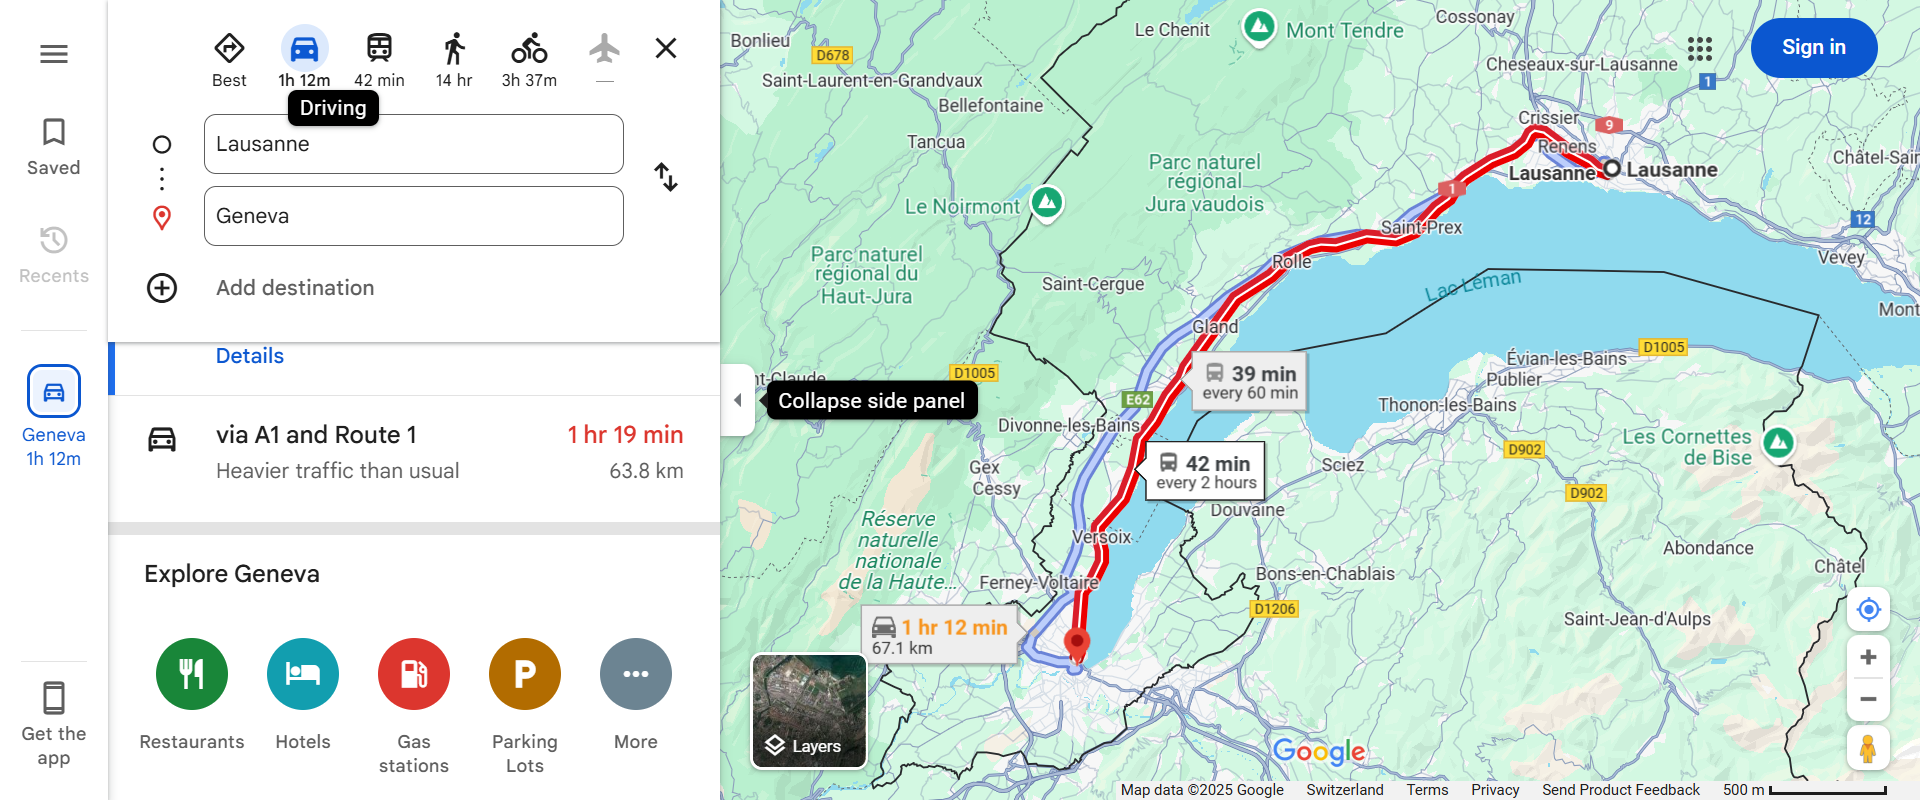 Best
1h 12m
42 min
14 hr
3h 37m
—
Driving
Saved
Recents
Geneva
1h 12m
Get the
app
Lausanne
Geneva
Add destination
Details
via A1 and Route 1
1 hr 19 min
Heavier traffic than usual
63.8 km
Explore Geneva
Restaurants
Hotels
Gas
stations
P
Parking
Lots
More
Collapse side panel
Sign in
Bonlieu
D678
Le Chenit
Mont Tendre
Cossonay
Saint-Laurent-en-Grandvaux
Cheseaux-sur-Lausanne
1
Bellefontaine
Crissier
9
Tancua
Renens
Parc naturel
régional
Jura vaudois
Châtel-Sain
Lausanne
Lausanne
1
Le Noirmont
12
Saint-Prex
Parc naturel
régional du
Haut-Jura
Rolle
Vevey
Saint-Cergue
Lac Léman
Mont
Gland
D1005
Évian-les-Bains
nt-Claude
D1005
39 min
every 60 min
Publier
E62
Thonon-les-Bains
Divonne-les-Bains
Les Cornettes
de Bise
D902
42 min
every 2 hours
Gex
Sciez
Cessy
D902
Douvaine
Réserve
naturelle
nationale
de la Haute...
Versoix
Abondance
Châtel
Ferney-Voltaire
Bons-en-Chablais
D1206
Saint-Jean-d'Aulps
1 hr 12 min
67.1 km
Layers
Google
Map data ©2025 Google
Switzerland
Terms
Privacy
Send Product Feedback
500 m